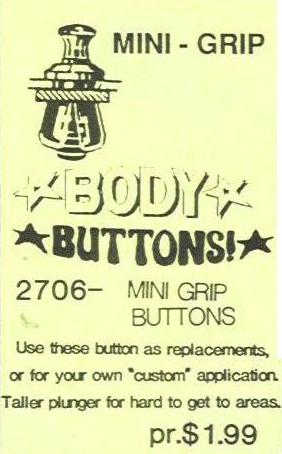 MINI - GRIP
BODY
BUTTONS!
2706- MINI GRIP
BUTTONS
Use these button as replacements,
or for your own "custom" application.
Taller plunger for hard to get to areas.
pr.$1.99